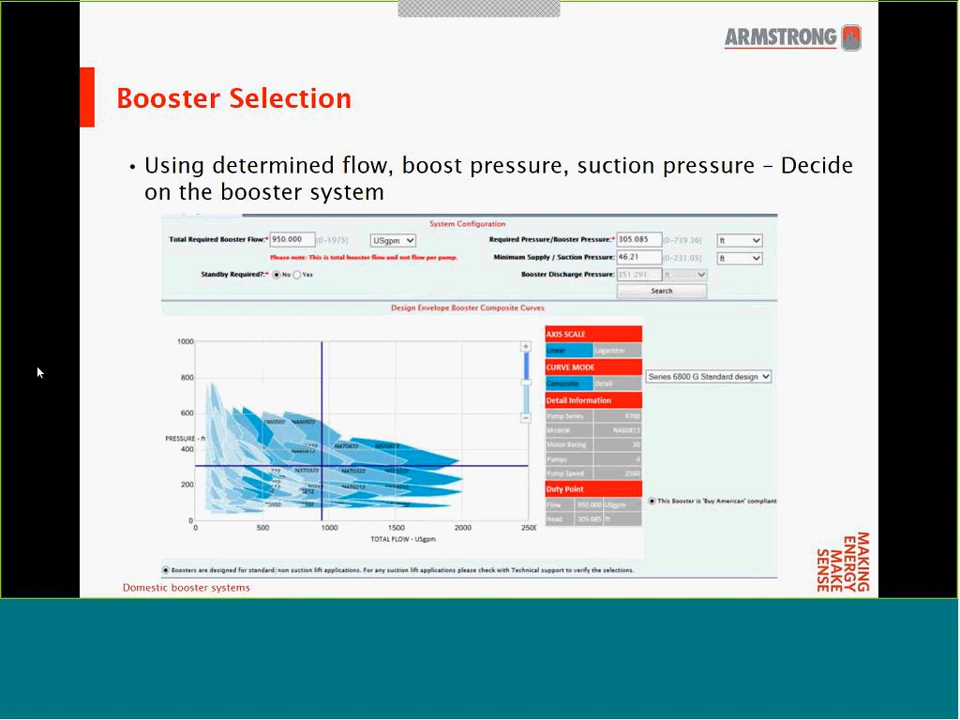 ARMSTRONG
Booster Selection
• Using determined flow, boost pressure, suction pressure – Decide
on the booster system
System Configuration
Total Required Booster Flow:* 950.000 (0-1975) USgpm
Required Pressure/Booster Pressure:* 305.085 (0-739.36) ft
Please note: This is total booster flow and not flow per pump.
Minimum Supply / Suction Pressure: 46.21 (0-231.05) ft
Standby Required?:* No Yes
Booster Discharge Pressure: 351.291 ft
Search
Design Envelope Booster Composite Curves
AXIS SCALE
Linear Logarithm
CURVE MODE
Composite Detail
Series 6800 G Standard design
Detail Information
Pump Series 4700
Model#
Motor Rating 30
Pumps 4
Pump Speed
Duty Point
Flow 950.000 USgpm
Head 305.085 ft
This Booster is 'Buy American' compliant
1000
800
600
PRESSURE - ft
400
200
0
N470422
N370322
N470322
0 500 1000 1500 2000 2500
TOTAL FLOW - USgpm
Boosters are designed for standard/non suction lift applications. For any suction lift applications please check with Technical support to verify the selections.
Domestic booster systems
MAKING
ENERGY
MAKE
SENSE